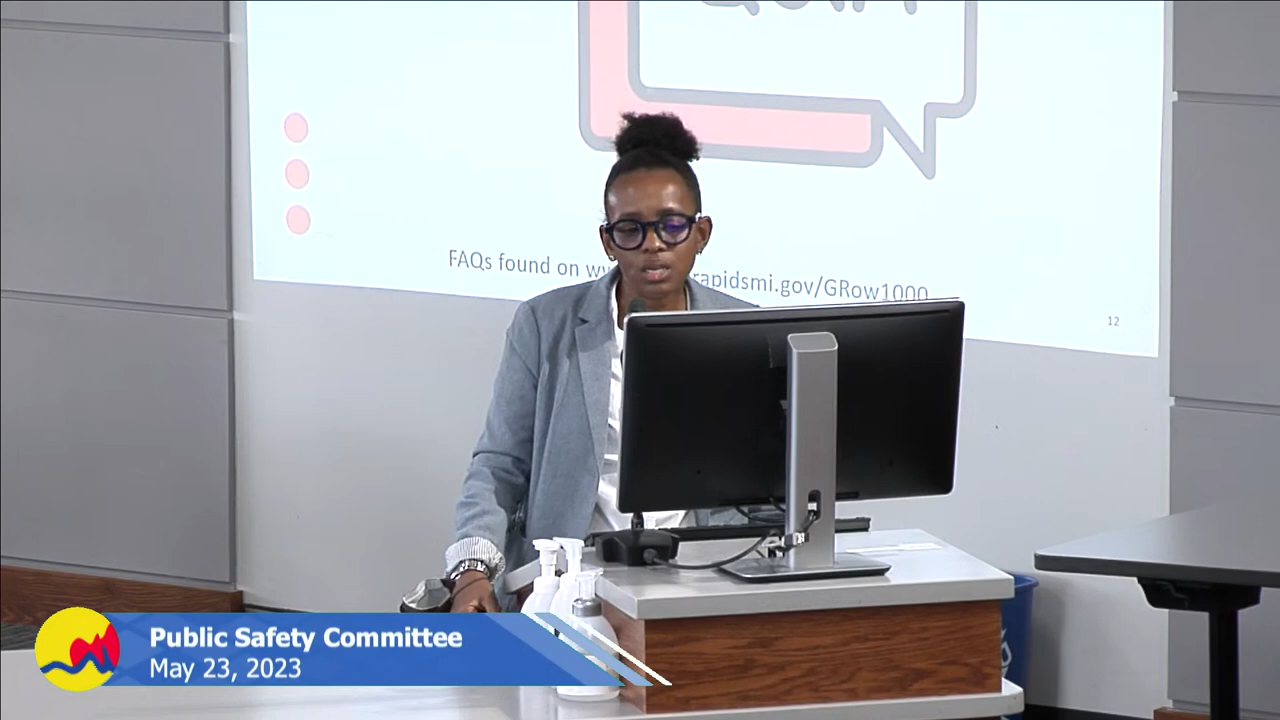 FAQs found on rapidsmi.gov/GRow1000
12
Public Safety Committee
May 23, 2023